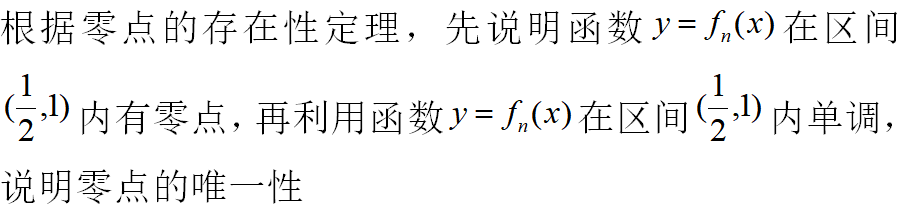 根据零点的存在性定理，先说明函数 y = fₙ(x) 在区间
(1/2,1) 内有零点，再利用函数 y = fₙ(x) 在区间 (1/2,1) 内单调，
说明零点的唯一性